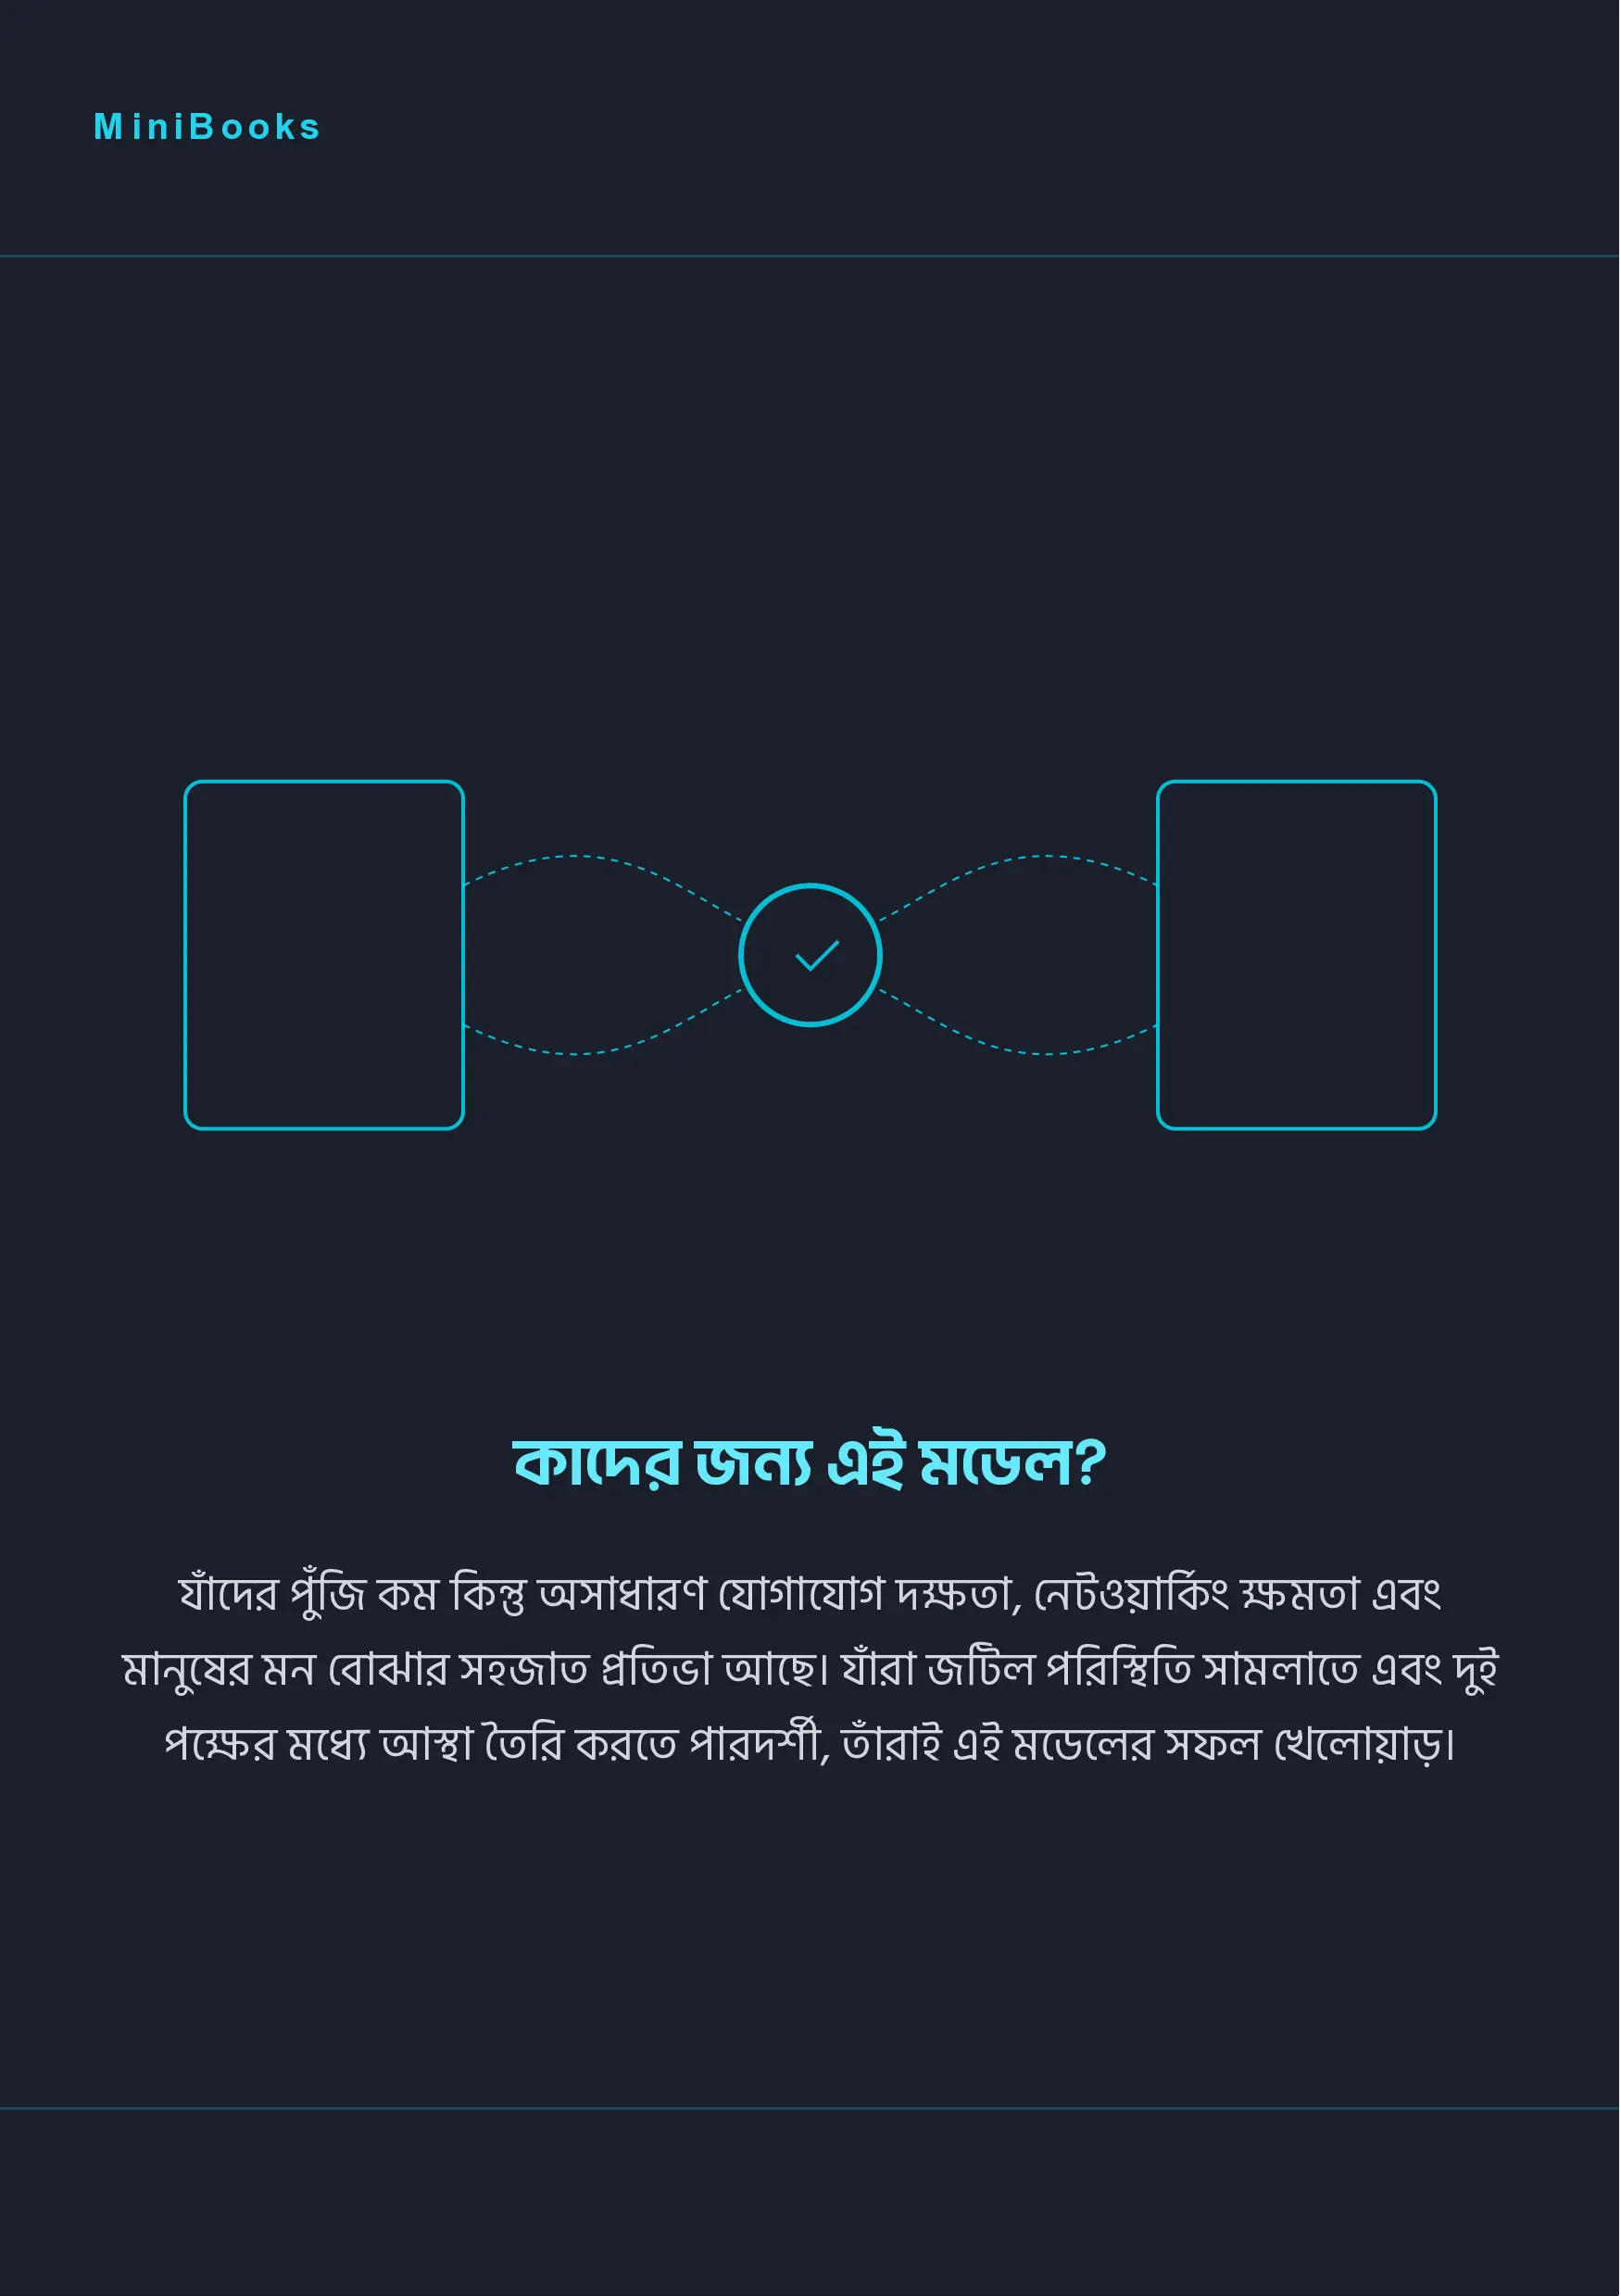 MiniBooks
কাদের জন্য এই মডেল?
যাঁদের পুঁজি কম কিন্তু অসাধারণ যোগাযোগ দক্ষতা, নেটওয়ার্কিং ক্ষমতা এবং
মানুষের মন বোঝার সহজাত প্রতিভা আছে। যাঁরা জটিল পরিস্থিতি সামলাতে এবং দুই
পক্ষের মধ্যে আস্থা তৈরি করতে পারদর্শী, তাঁরাই এই মডেলের সফল খেলোয়াড়।